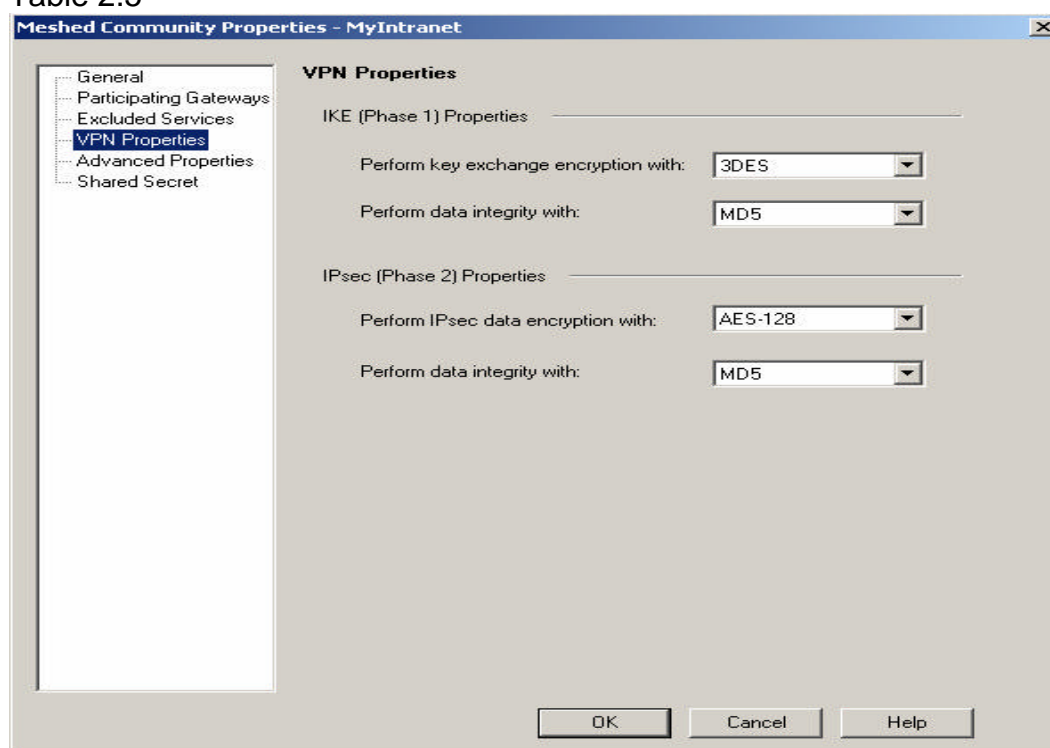 Meshed Community Properties - MyIntranet
General
Participating Gateways
Excluded Services
VPN Properties
Advanced Properties
Shared Secret
VPN Properties
IKE (Phase 1) Properties
Perform key exchange encryption with: 3DES
Perform data integrity with: MD5
IPsec (Phase 2) Properties
Perform IPsec data encryption with: AES-128
Perform data integrity with: MD5
OK Cancel Help